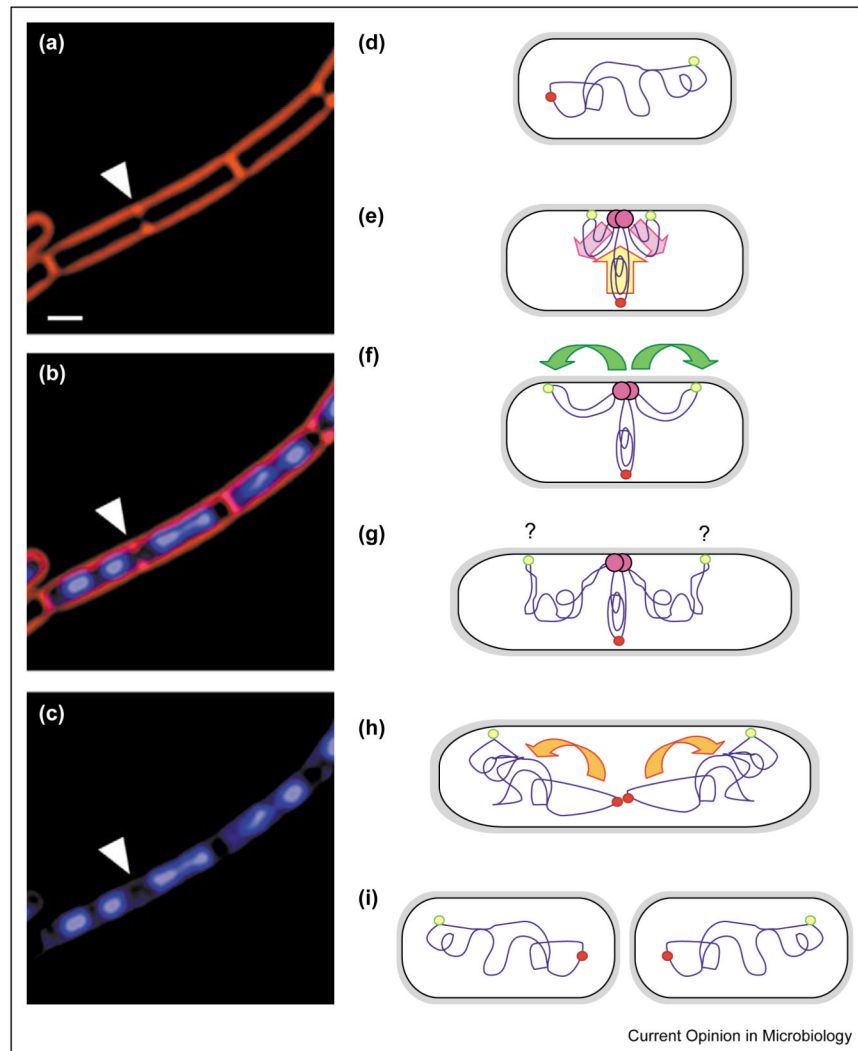 (a)
(d)
(e)
(b)
(f)
(g)
? ?
(c)
(h)
(i)
Current Opinion in Microbiology